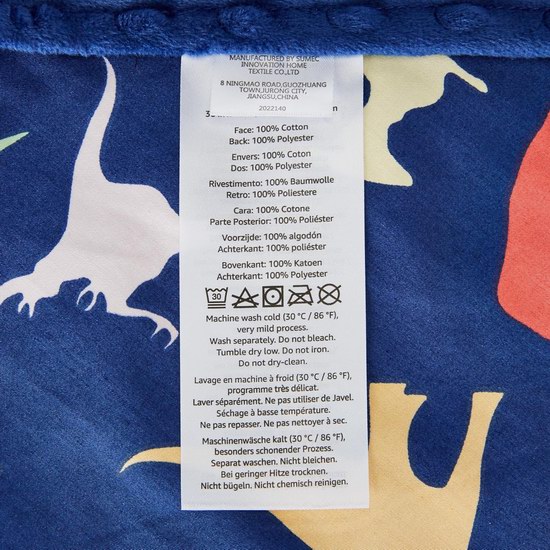 MANUFACTURED BY SUMEC
INNOVATION HOME
TEXTILE CO.,LTD
8 NINGMAO ROAD,GUOZHUANG
TOWN,JURONG CITY,
JIANGSU,CHINA
2022140
Face: 100% Cotton
Back: 100% Polyester
Envers: 100% Coton
Dos: 100% Polyester
Rivestimento: 100% Baumwolle
Retro: 100% Poliestere
Cara: 100% Cotone
Parte Posterior: 100% Poliéster
Voorzijde: 100% algodón
Achterkant: 100% poliéster
Bovenkant: 100% Katoen
Achterkant: 100% Polyester
30
Machine wash cold (30 °C / 86 °F),
very mild process.
Wash separately. Do not bleach.
Tumble dry low. Do not iron.
Do not dry-clean.
Lavage en machine à froid (30 °C / 86 °F),
programme très délicat.
Laver séparément. Ne pas utiliser de Javel.
Séchage à basse température.
Ne pas repasser. Ne pas nettoyer à sec.
Maschinenwäsche kalt (30 °C / 86 °F),
besonders schonender Prozess.
Separat waschen. Nicht bleichen.
Bei geringer Hitze trocknen.
Nicht bügeln. Nicht chemisch reinigen.